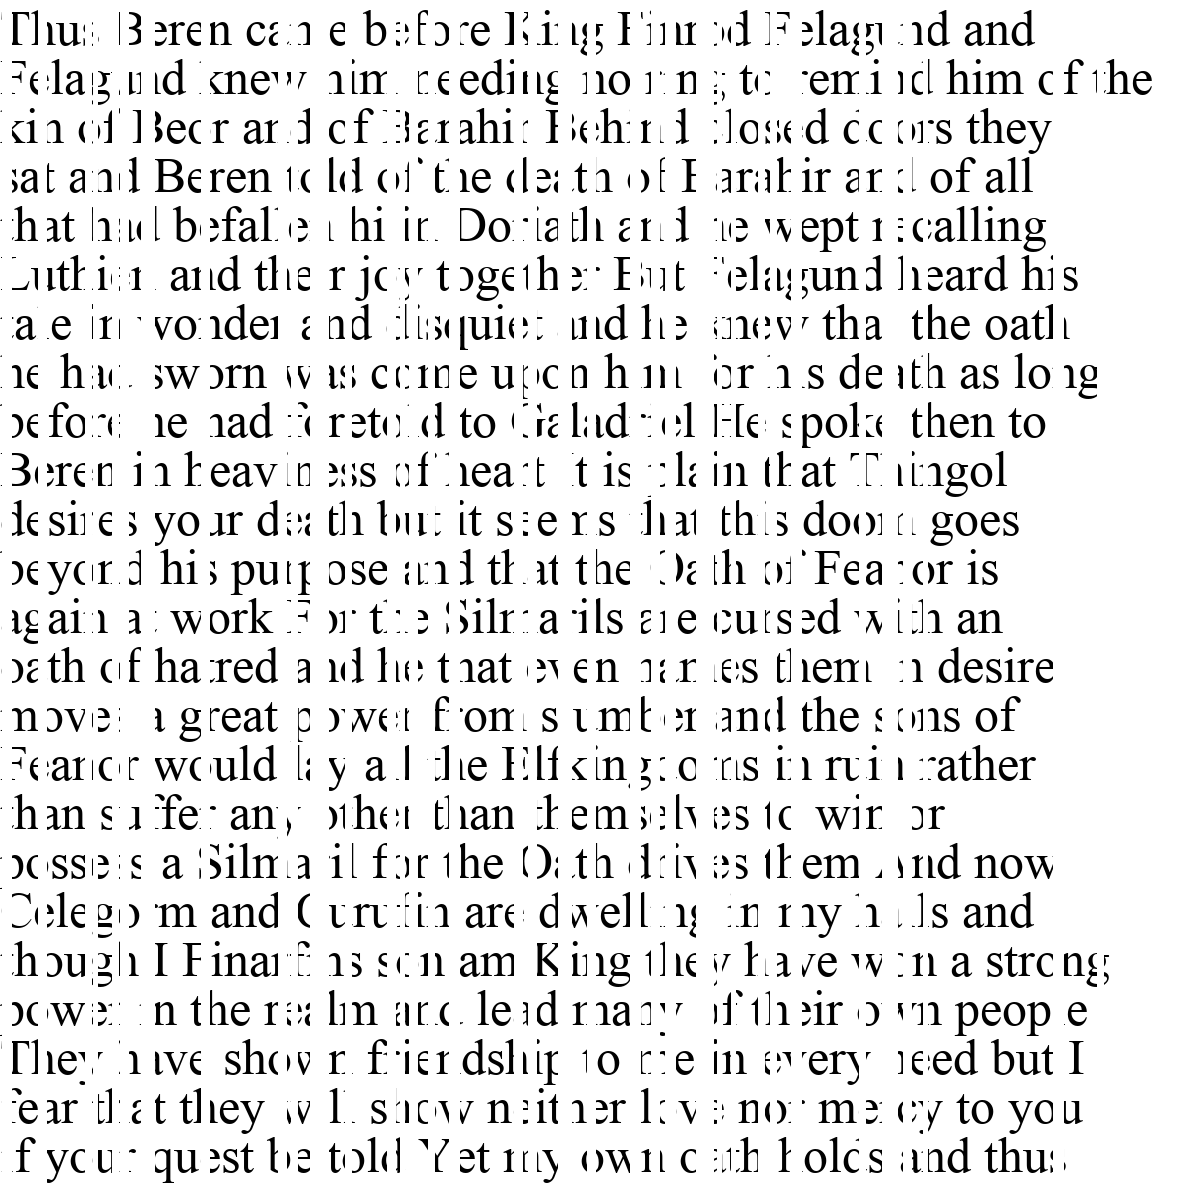 Thus Beren came before King Finrod Felagund and
Felagund knew him needing no ring to remind him of the
kin of Beor and of Barahir Behind closed doors they
sat and Beren told of the death of Barahir and of all
that had befallen hi in Doriath and he wept recalling
Luthien and their joy together But Felagund heard his
tale in wonder and disquiet and he knew that the oath
he had sworn was come upon him for his death as long
before he had foretold to Galadriel He spoke then to
Beren in heaviness of heart It is plain that Thingol
desires your death but it seems that this doom goes
beyond his purpose and that the Oath of Feanor is
again at work For the Silmarils are cursed with an
oath of hatred and he that even names them in desire
moves a great power from slumber and the sons of
Feanor would lay all the Elfkingdoms in ruin rather
than suffer any other than themselves to win or
possess a Silmaril for the Oath drives them And now
Celegorm and Curufin are dwelling in my halls and
though I Finarfins son am King they have won a strong
power in the realm and lead many of their own people
They have shown friendship to me in every need but I
fear that they will show neither love nor mercy to you
if your quest be told Yet my own oath holds and thus